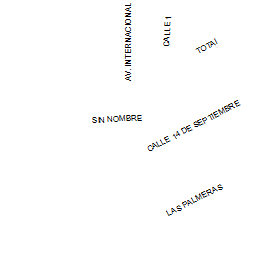 AV. INTERNACIONAL
CALLE 1
TOTAI
SIN NOMBRE
CALLE 14 DE SEPTIEMBRE
LAS PALMERAS